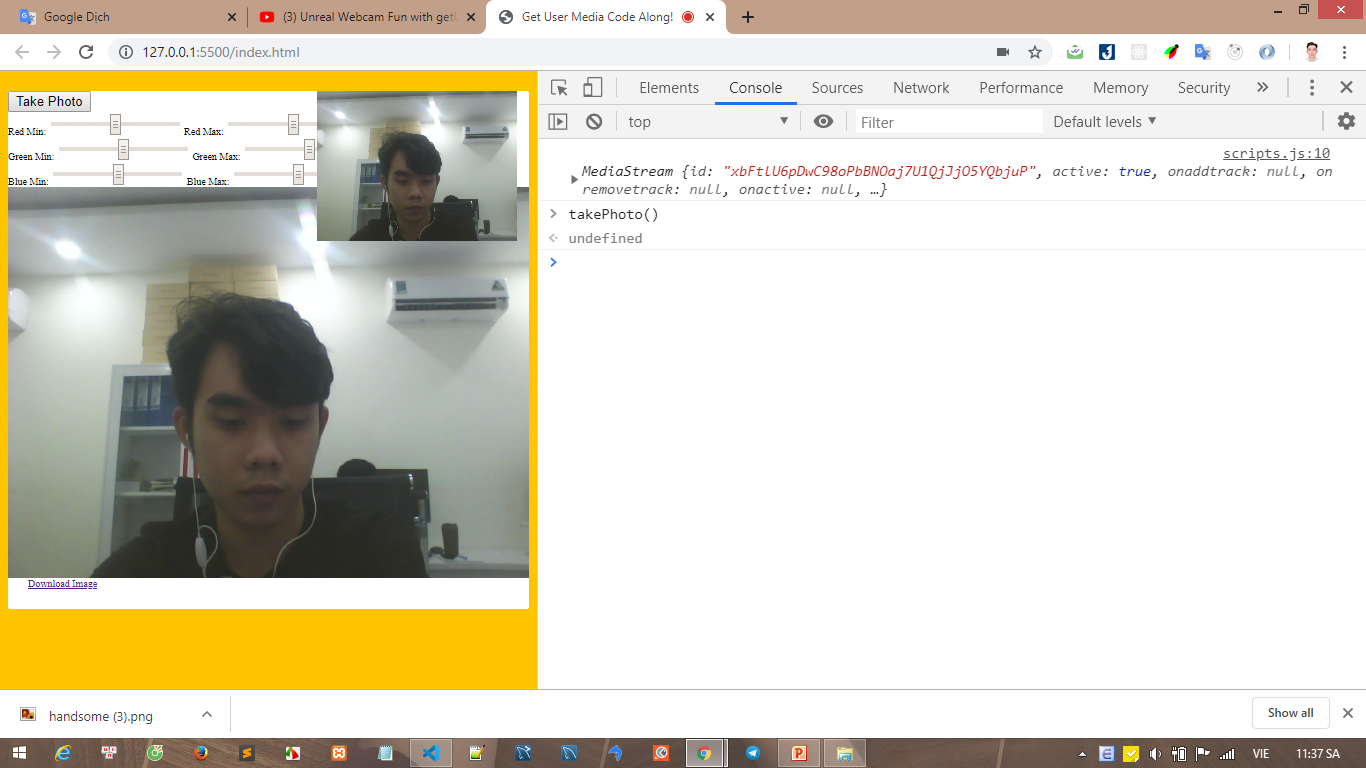 Google Dịch
(3) Unreal Webcam Fun with get
Get User Media Code Along!
127.0.0.1:5500/index.html
Take Photo
Red Min:
Red Max:
Green Min:
Green Max:
Blue Min:
Blue Max:
Download Image
Elements
Console
Sources
Network
Performance
Memory
Security
top
Filter
Default levels
scripts.js:10
MediaStream {id: "xbFtlU6pDwC98oPbBNOaj7U1QjJjO5YQbjuP", active: true, onaddtrack: null, on
removetrack: null, onactive: null, …}
takePhoto()
undefined
handsome (3).png
Show all
VIE
11:37 SA